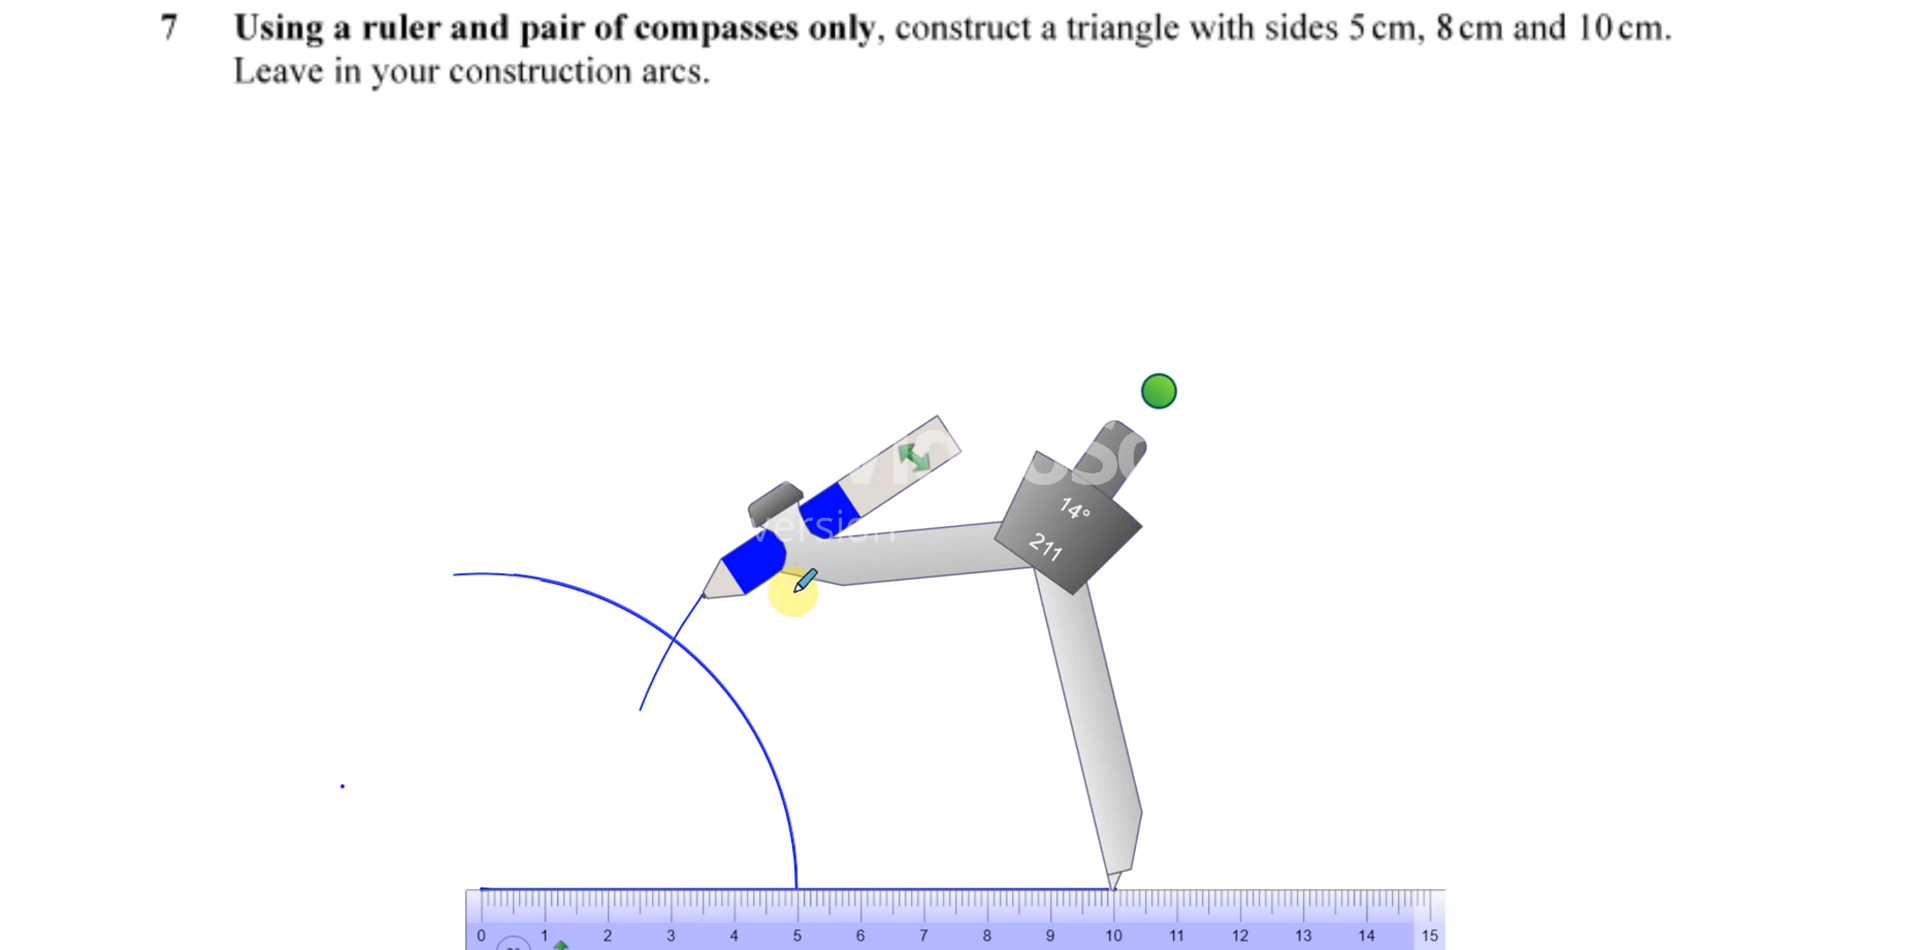 7 Using a ruler and pair of compasses only, construct a triangle with sides 5 cm, 8 cm and 10 cm.
Leave in your construction arcs.
14°
version
211
0 1 2 3 4 5 6 7 8 9 10 11 12 13 14 15